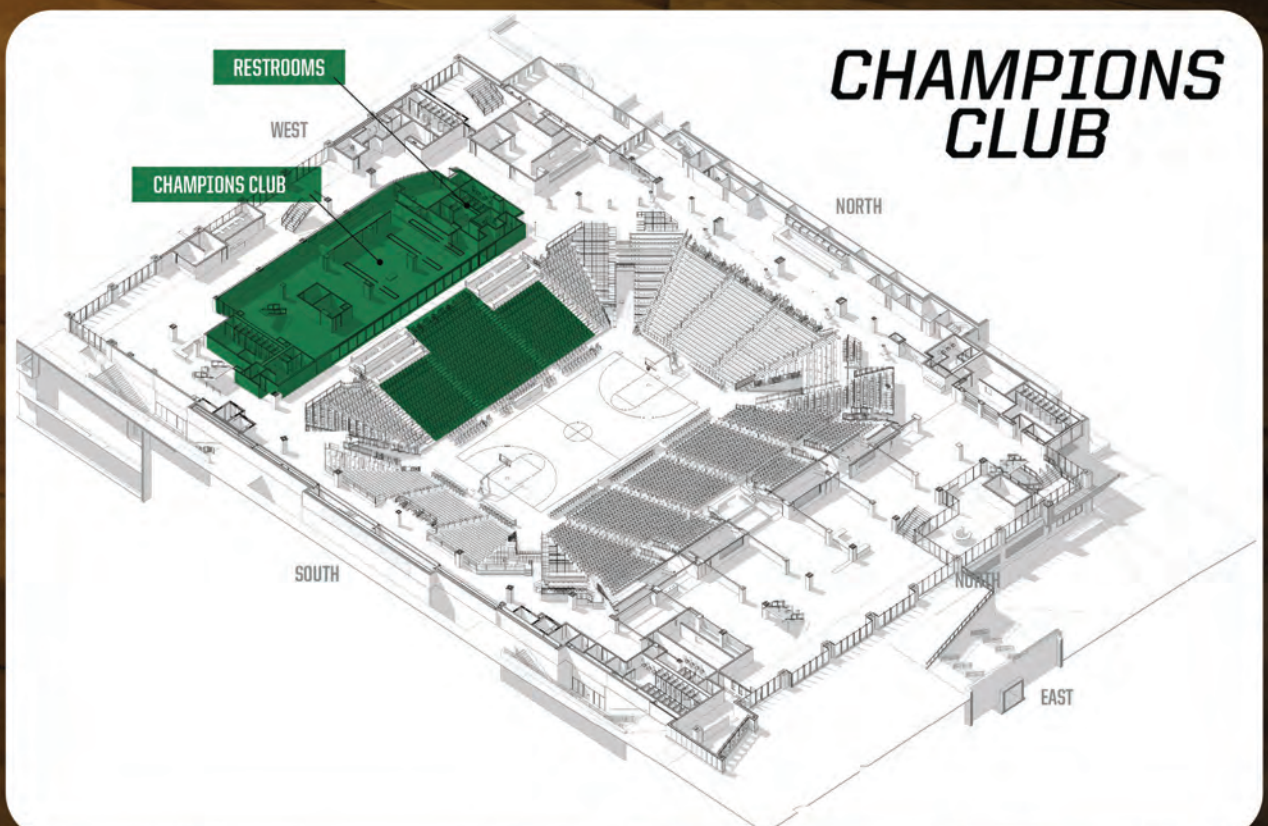 CHAMPIONS
CLUB
RESTROOMS
WEST
CHAMPIONS CLUB
NORTH
SOUTH
NORTH
EAST